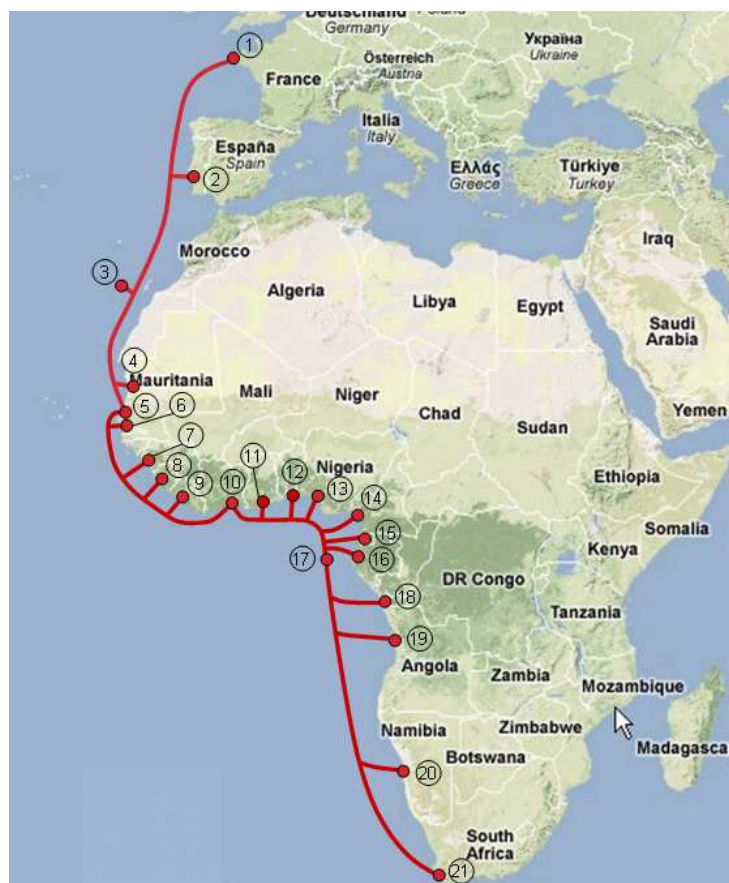 Deutschland
Germany
Poland
1
Україна
Ukraine
Österreich
Austria
France
Italia
Italy
España
Spain
2
Ελλάς
Greece
Türkiye
Turkey
Morocco
Iraq
3
Algeria
Libya
Egypt
Saudi
Arabia
4
Mauritania
Mali
Niger
Chad
Sudan
Yemen
5
6
7
8
9
10
11
12
Nigeria
13
14
15
16
17
Ethiopia
Somalia
Kenya
DR Congo
18
Tanzania
19
Angola
Zambia
Mozambique
Namibia
Zimbabwe
Botswana
Madagasca
20
South
Africa
21